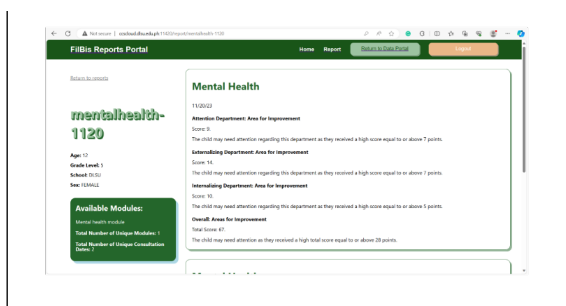 Not secure
FilBis Reports Portal
Home
Report
Return to Data Portal
Logout
Return to reports
mentalhealth-
1120
Age: 12
Grade Level: 5
School: DLSU
Sex: FEMALE
Available Modules:
Mental health module
Total Number of Unique Modules: 1
Total Number of Unique Consultation
Dates: 2
Mental Health
11/20/23
Attention Department: Area for Improvement
Score: 9.
The child may need attention regarding this department as they received a high score equal to or above 7 points.
Externalizing Department: Area for Improvement
Score: 14.
The child may need attention regarding this department as they received a high score equal to or above 7 points.
Internalizing Department: Area for Improvement
Score: 10.
The child may need attention regarding this department as they received a high score equal to or above 5 points.
Overall: Areas for Improvement
Total Score: 67.
The child may need attention as they received a high total score equal to or above 28 points.